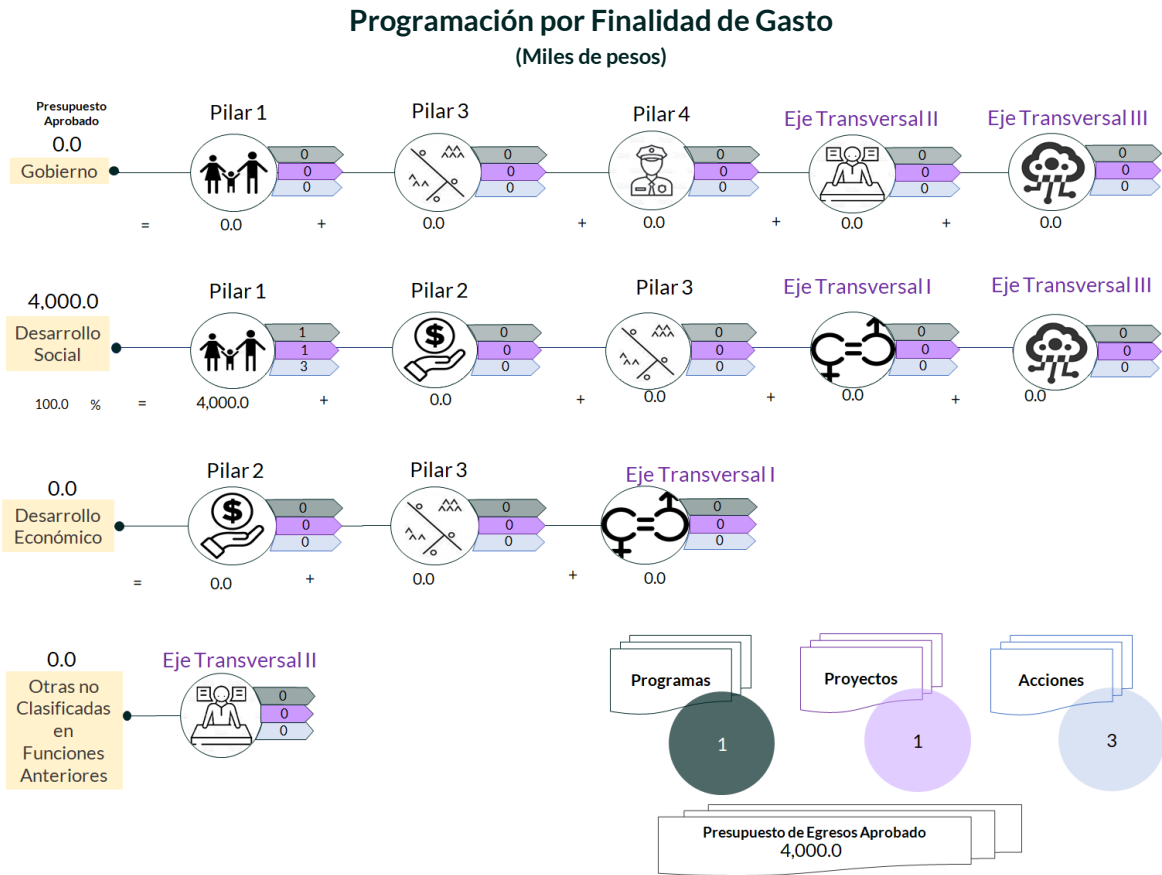 Programación por Finalidad de Gasto
(Miles de pesos)
Presupuesto
Aprobado
0.0
Gobierno
Pilar 1
0
0
0
Pilar 3
0
0
0
Pilar 4
0
0
0
Eje Transversal II
0
0
0
Eje Transversal III
0
0
0
= 0.0 + 0.0 + 0.0 + 0.0 + 0.0
4,000.0
Desarrollo
Social
Pilar 1
1
1
3
Pilar 2
0
0
0
Pilar 3
0
0
0
Eje Transversal I
0
0
0
Eje Transversal III
0
0
0
100.0 % = 4,000.0 + 0.0 + 0.0 + 0.0 + 0.0
0.0
Desarrollo
Económico
Pilar 2
0
0
0
Pilar 3
0
0
0
Eje Transversal I
0
0
0
= 0.0 + 0.0 + 0.0
0.0
Otras no
Clasificadas
en
Funciones
Anteriores
Eje Transversal II
0
0
0
Programas
1
Proyectos
1
Acciones
3
Presupuesto de Egresos Aprobado
4,000.0